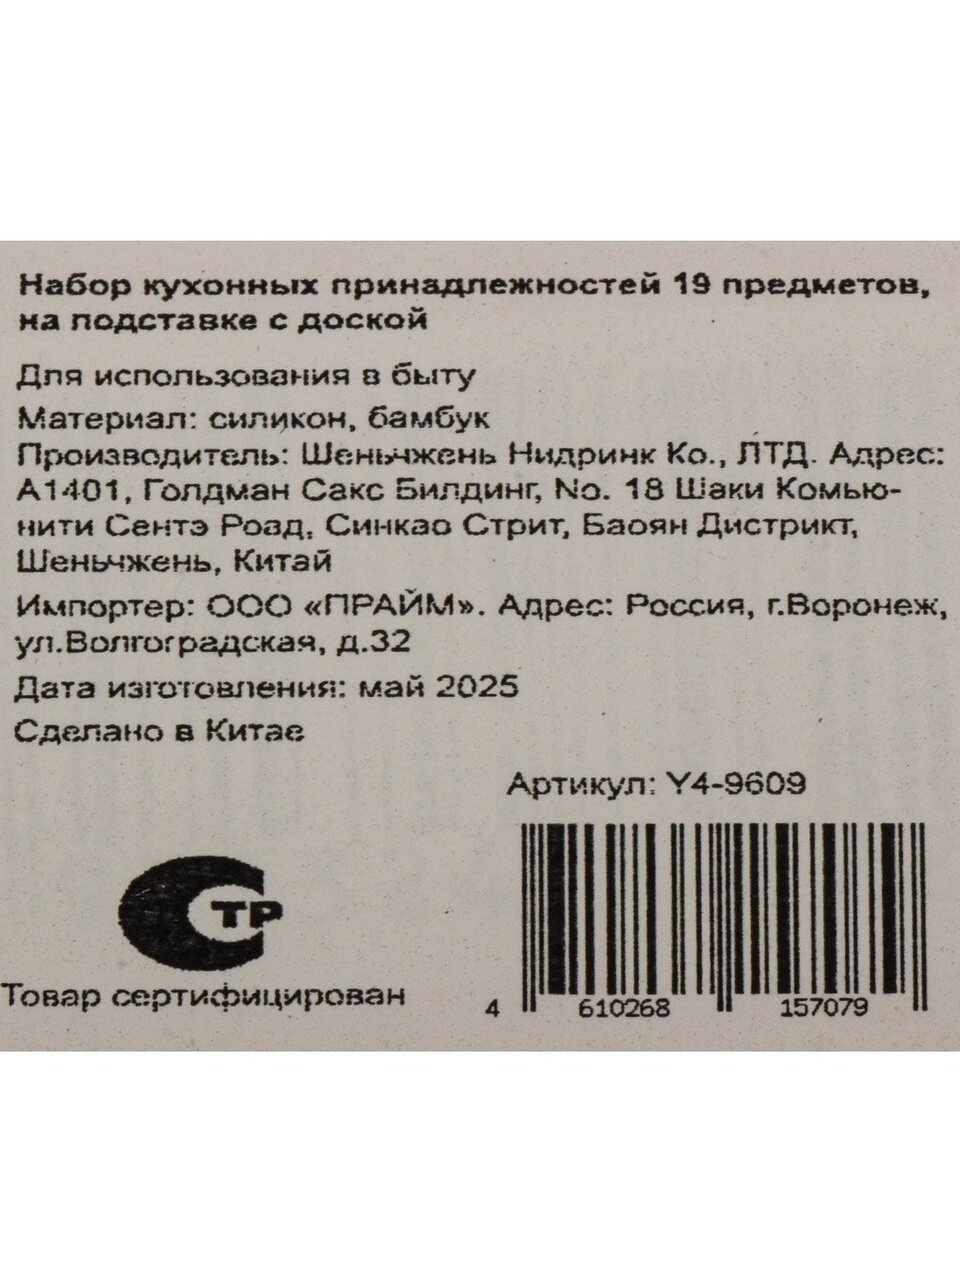 Набор кухонных принадлежностей 19 предметов,
на подставке с доской
Для использования в быту
Материал: силикон, бамбук
Производитель: Шеньчжень Нидринк Ко., ЛТД. Адрес:
А1401, Голдман Сакс Билдинг, No. 18 Шаки Комью-
нити Сентэ Роад, Синкао Стрит, Баоян Дистрикт,
Шеньчжень, Китай
Импортер: ООО «ПРАЙМ». Адрес: Россия, г.Воронеж,
ул.Волгоградская, д.32
Дата изготовления: май 2025
Сделано в Китае
Артикул: Y4-9609
СТР
Товар сертифицирован
4 610268 157079